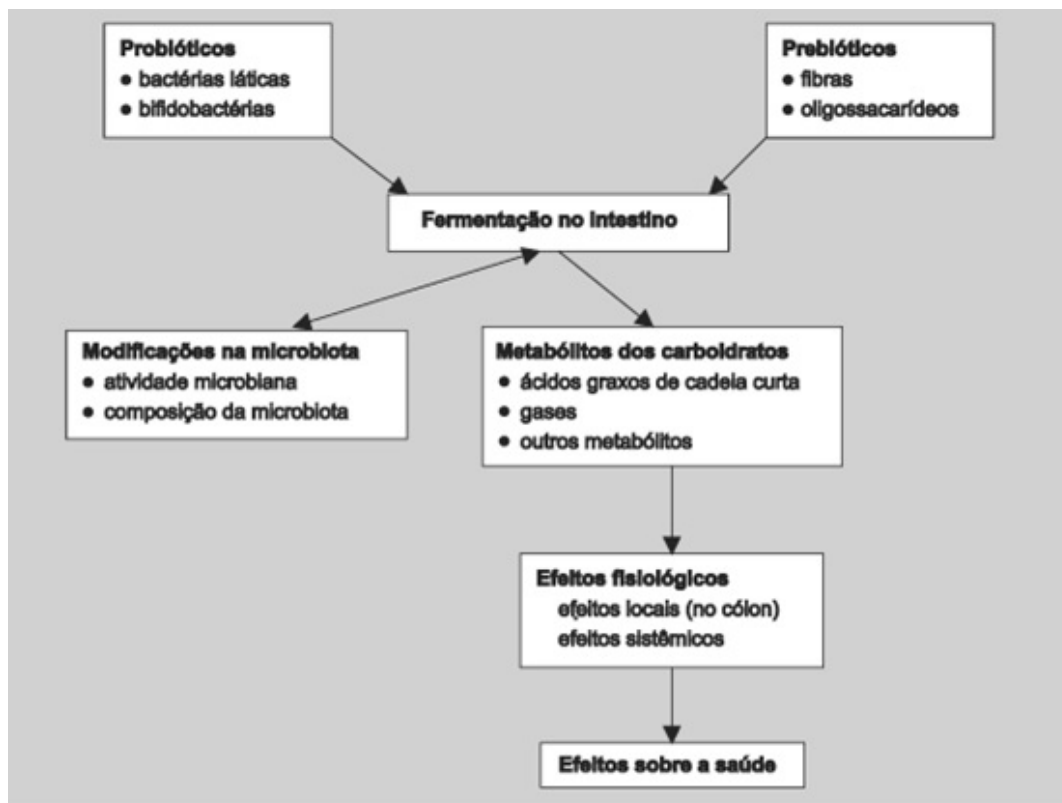 Probióticos
• bactérias láticas
• bifidobactérias
Prebióticos
• fibras
• oligossacarídeos
Fermentação no intestino
Modificações na microbiota
• atividade microbiana
• composição da microbiota
Metabólitos dos carboidratos
• ácidos graxos de cadeia curta
• gases
• outros metabólitos
Efeitos fisiológicos
efeitos locais (no cólon)
efeitos sistêmicos
Efeitos sobre a saúde